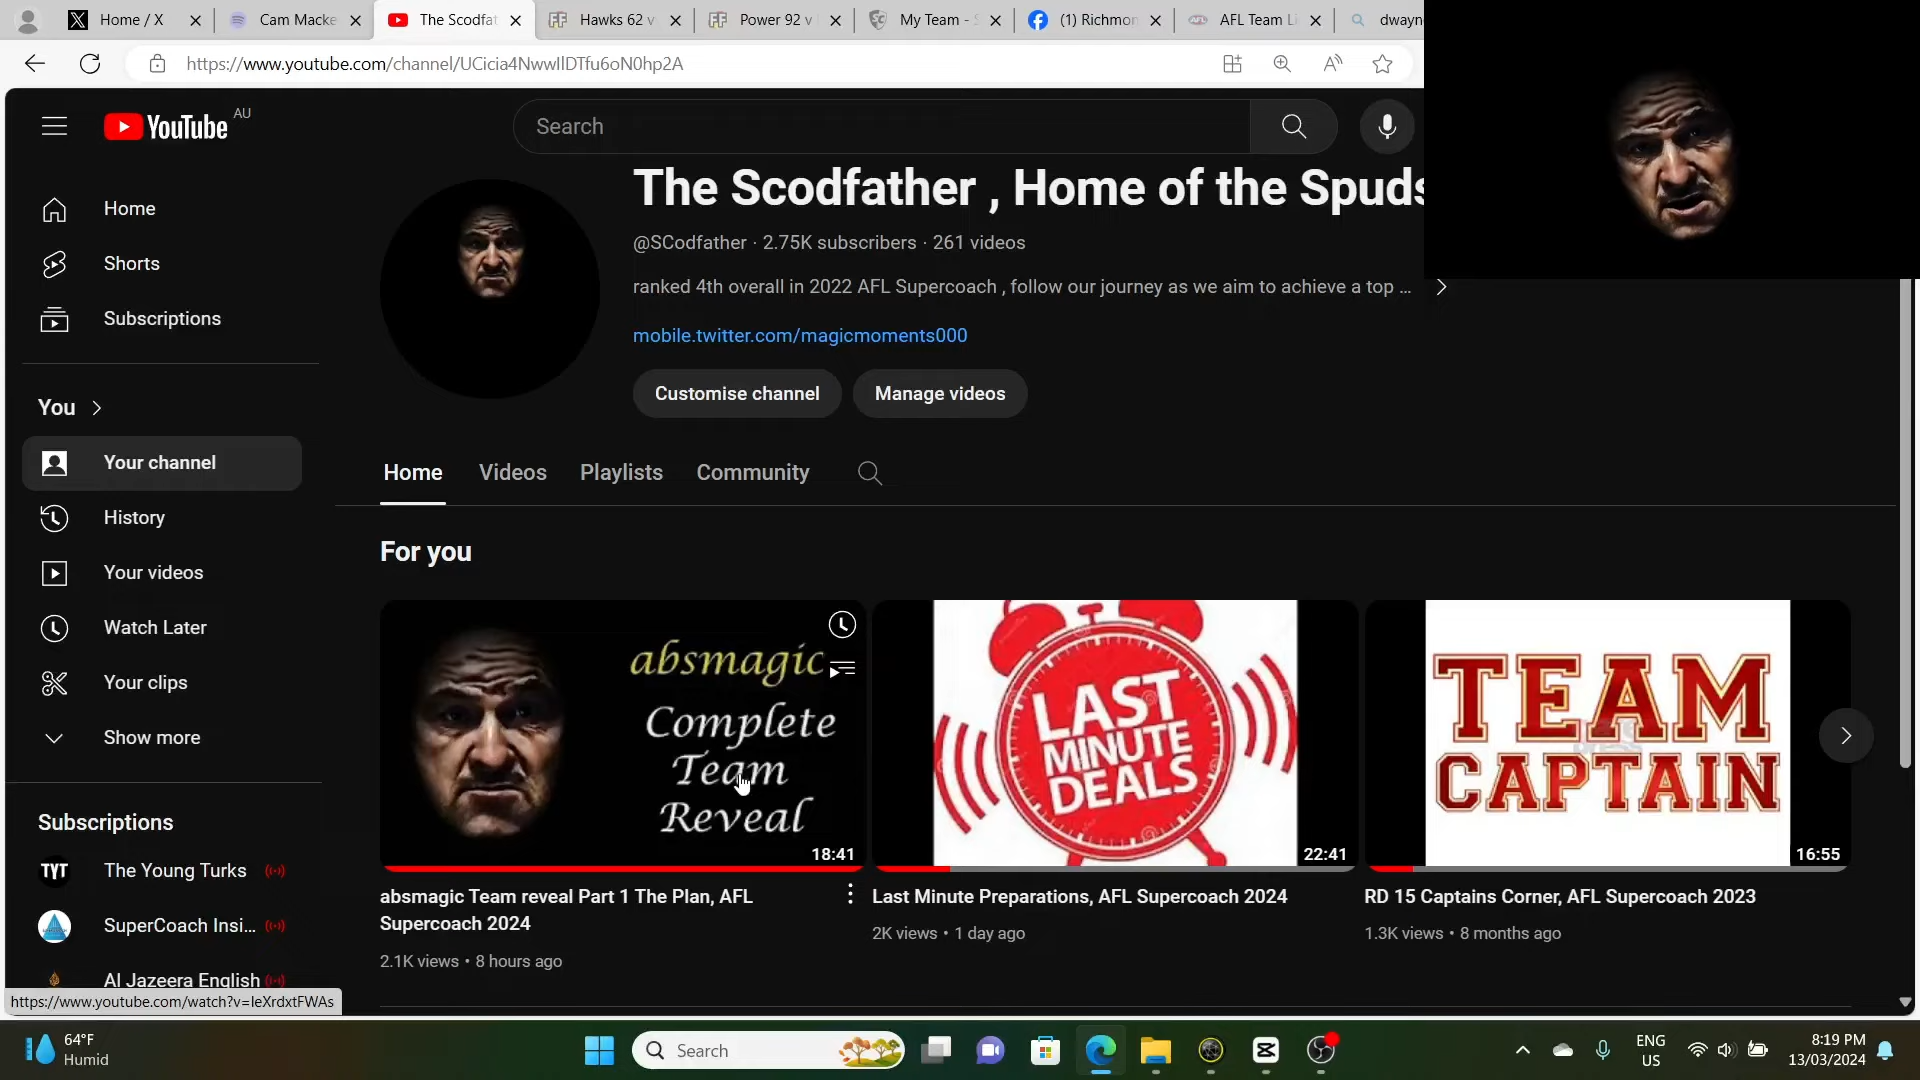 Home / X
Cam Macke
The Scodfat
Hawks 62 v
Power 92 v
My Team -
(1) Richmon
AFL Team Li
dwayn
https://www.youtube.com/channel/UCicia4NwwIlDTfu6oN0hp2A
YouTube AU
Search
The Scodfather , Home of the Spuds
@SCodfather · 2.75K subscribers · 261 videos
ranked 4th overall in 2022 AFL Supercoach , follow our journey as we aim to achieve a top ...
mobile.twitter.com/magicmoments000
Customise channel
Manage videos
Home
Shorts
Subscriptions
You
Your channel
History
Your videos
Watch Later
Your clips
Show more
Subscriptions
TYT The Young Turks
SuperCoach Insi...
Al Jazeera English
https://www.youtube.com/watch?v=IeXrdxtFWAs
Home Videos Playlists Community
For you
absmagic
Complete
Team
Reveal
18:41
absmagic Team reveal Part 1 The Plan, AFL
Supercoach 2024
2.1K views • 8 hours ago
LAST
MINUTE
DEALS
22:41
Last Minute Preparations, AFL Supercoach 2024
2K views • 1 day ago
TEAM
CAPTAIN
16:55
RD 15 Captains Corner, AFL Supercoach 2023
1.3K views • 8 months ago
64°F
Humid
Search
ENG
US
8:19 PM
13/03/2024